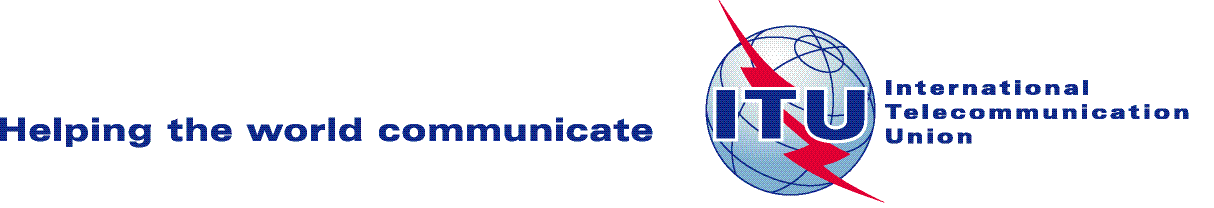 Helping the world communicate
ITU
International
Telecommunication
Union